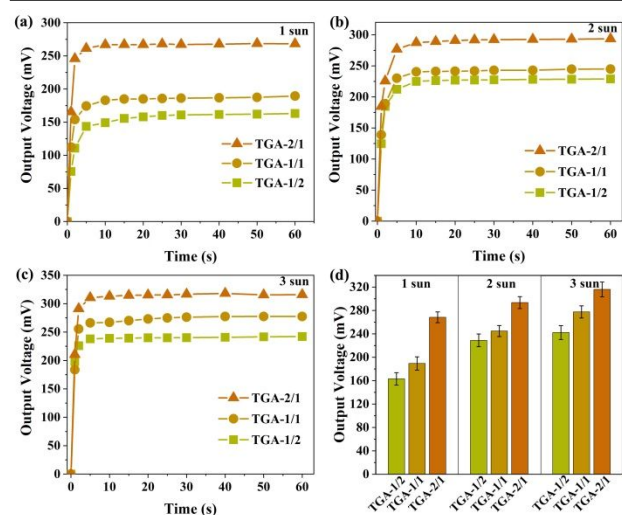 (a)
1 sun
Output Voltage (mV)
300
250
200
150
100
50
0
TGA-2/1
TGA-1/1
TGA-1/2
0 10 20 30 40 50 60
Time (s)
(b)
2 sun
Output Voltage (mV)
300
250
200
150
100
50
0
TGA-2/1
TGA-1/1
TGA-1/2
0 10 20 30 40 50 60
Time (s)
(c)
3 sun
Output Voltage (mV)
350
300
250
200
150
100
50
0
TGA-2/1
TGA-1/1
TGA-1/2
0 10 20 30 40 50 60
Time (s)
(d)
1 sun 2 sun 3 sun
Output Voltage (mV)
320
280
240
200
160
120
TGA-1/2 TGA-1/1 TGA-2/1 TGA-1/2 TGA-1/1 TGA-2/1 TGA-1/2 TGA-1/1 TGA-2/1